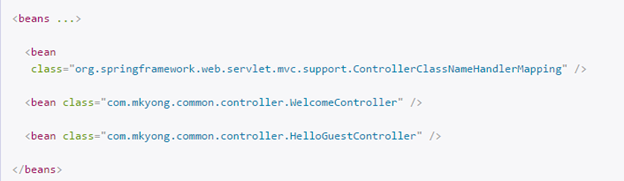 <beans ...>
<bean
class="org.springframework.web.servlet.mvc.support.ControllerClassNameHandlerMapping" />
<bean class="com.mkyong.common.controller.WelcomeController" />
<bean class="com.mkyong.common.controller.HelloGuestController" />
</beans>